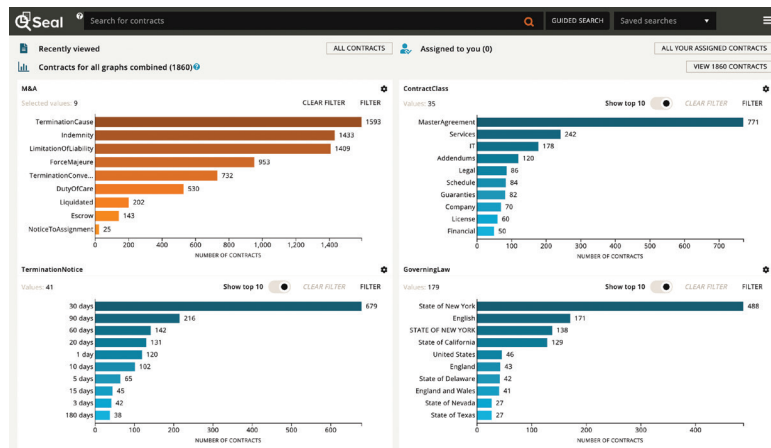 Seal
?
Search for contracts
GUIDED SEARCH
Saved searches
Recently viewed
ALL CONTRACTS
Assigned to you (0)
ALL YOUR ASSIGNED CONTRACTS
Contracts for all graphs combined (1860)?
VIEW 1860 CONTRACTS
M&A
Selected values: 9
CLEAR FILTER FILTER
TerminationCause 1593
Indemnity 1433
LimitationOfLiability 1409
ForceMajeure 953
TerminationConve... 732
DutyOfCare 530
Liquidated 202
Escrow 143
NoticeToAssignment 25
0 200 400 600 800 1,000 1,200 1,400
NUMBER OF CONTRACTS
ContractClass
Values: 35
Show top 10 CLEAR FILTER FILTER
MasterAgreement 771
Services 242
IT 178
Addendums 120
Legal 86
Schedule 84
Guaranties 82
Company 70
License 60
Financial 50
0 100 200 300 400 500 600 700
NUMBER OF CONTRACTS
TerminationNotice
Values: 41
Show top 10 CLEAR FILTER FILTER
30 days 679
90 days 216
60 days 142
20 days 131
1 day 120
10 days 102
5 days 65
15 days 45
3 days 42
180 days 38
0 100 200 300 400 500 600
NUMBER OF CONTRACTS
GoverningLaw
Values: 179
Show top 10 CLEAR FILTER FILTER
State of New York 488
English 171
STATE OF NEW YORK 138
State of California 129
United States 46
England 43
State of Delaware 42
England and Wales 41
State of Nevada 27
State of Texas 27
0 100 200 300 400
NUMBER OF CONTRACTS